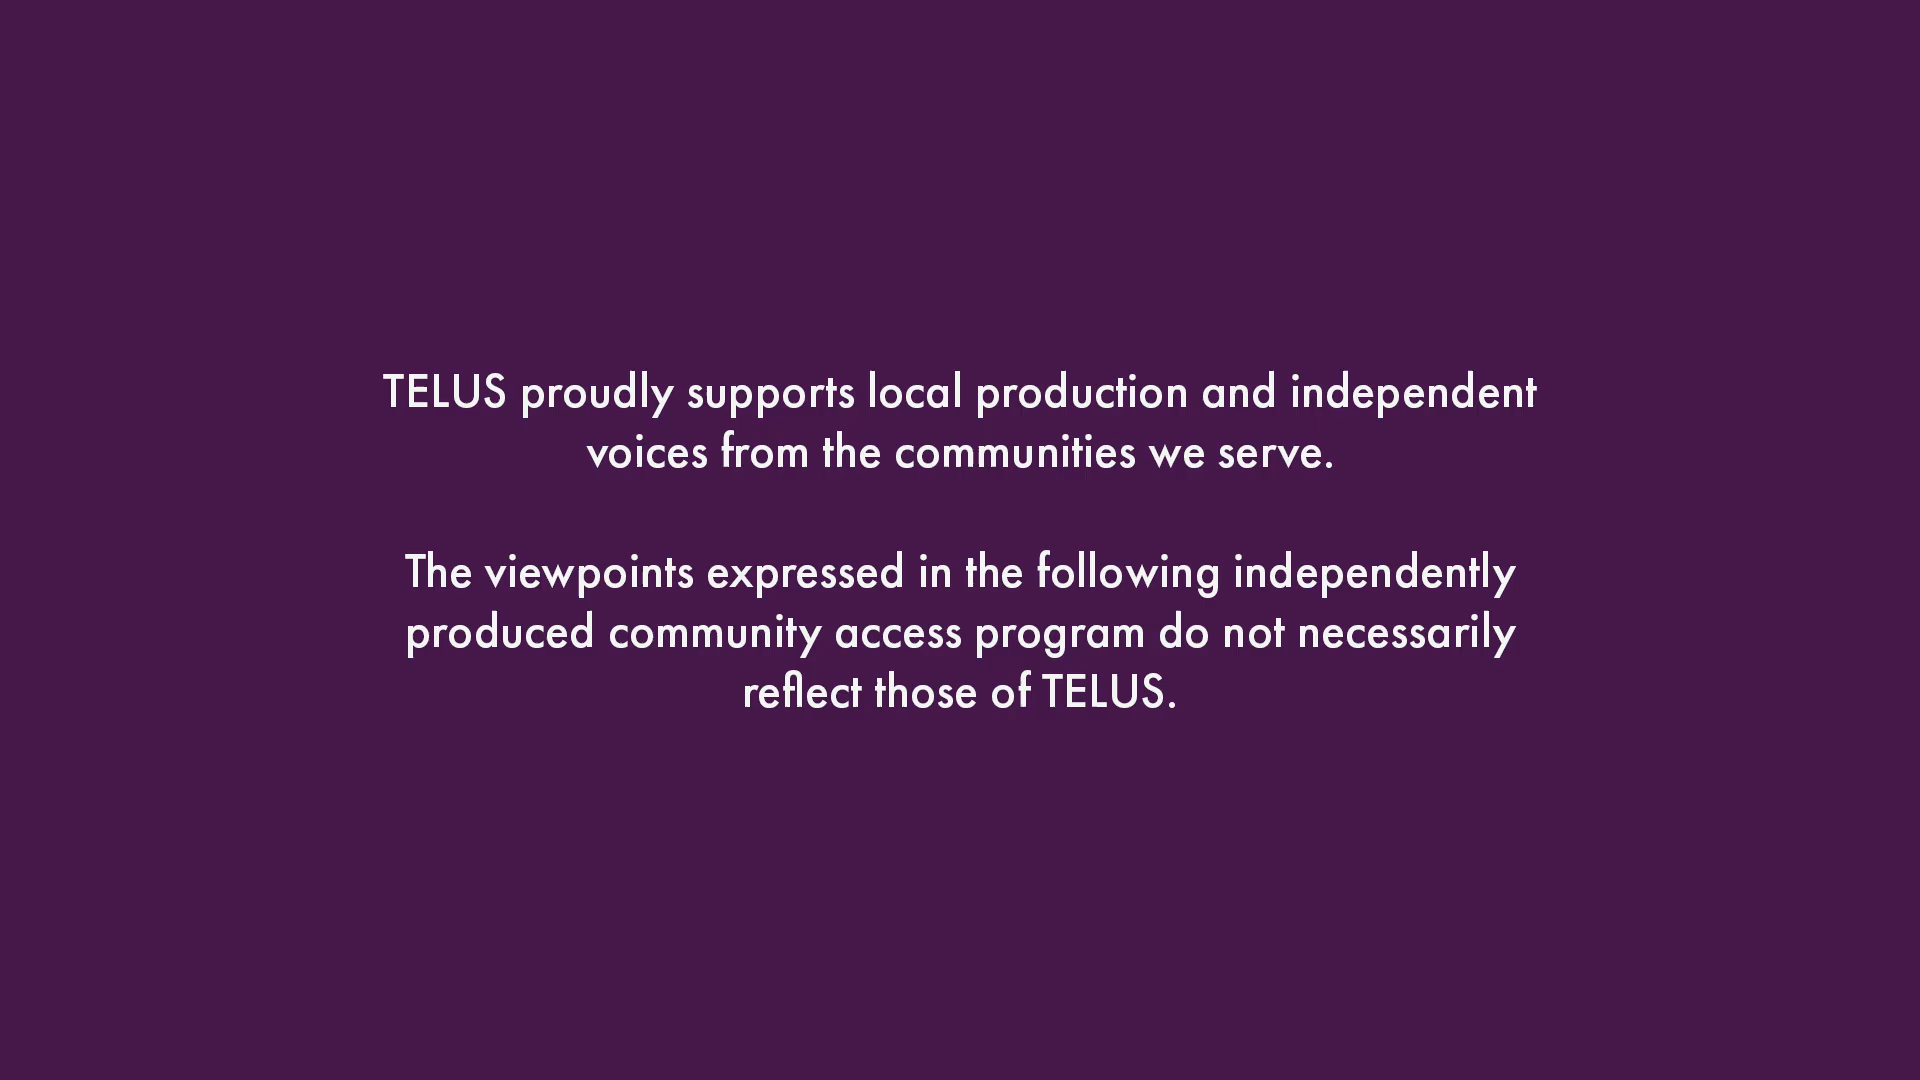 TELUS proudly supports local production and independent
voices from the communities we serve.
The viewpoints expressed in the following independently
produced community access program do not necessarily
reflect those of TELUS.